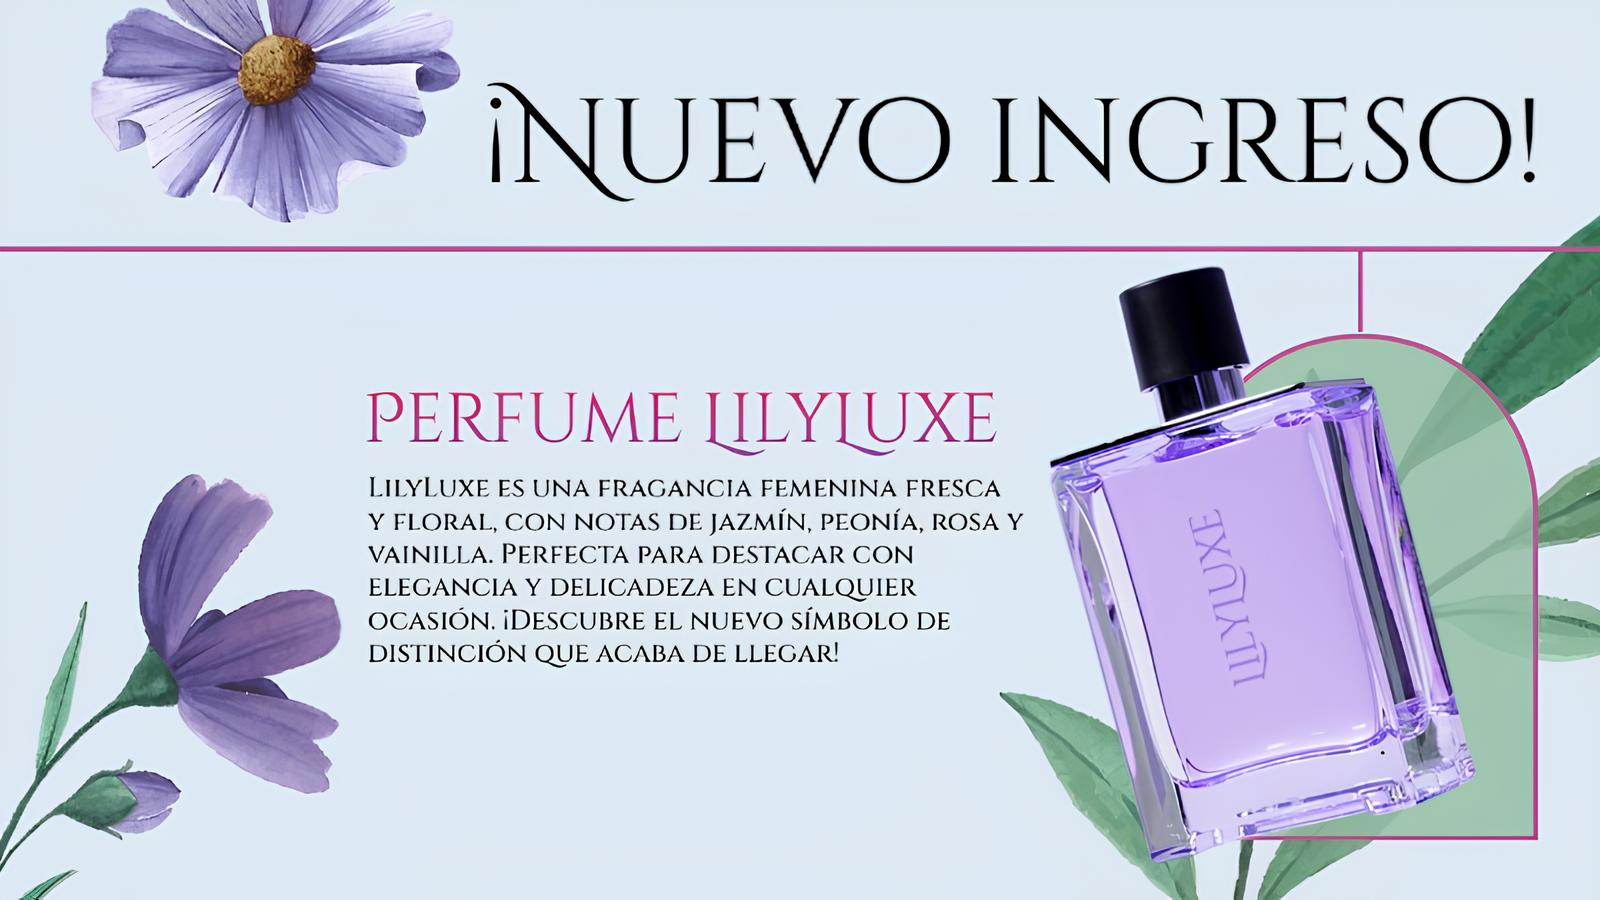 ¡NUEVO INGRESO!
PERFUME LILYLUXE
LILYLUXE ES UNA FRAGANCIA FEMENINA FRESCA
Y FLORAL, CON NOTAS DE JAZMÍN, PEONÍA, ROSA Y
VAINILLA. PERFECTA PARA DESTACAR CON
ELEGANCIA Y DELICADEZA EN CUALQUIER
OCASIÓN. ¡DESCUBRE EL NUEVO SÍMBOLO DE
DISTINCIÓN QUE ACABA DE LLEGAR!
LILYLUXE